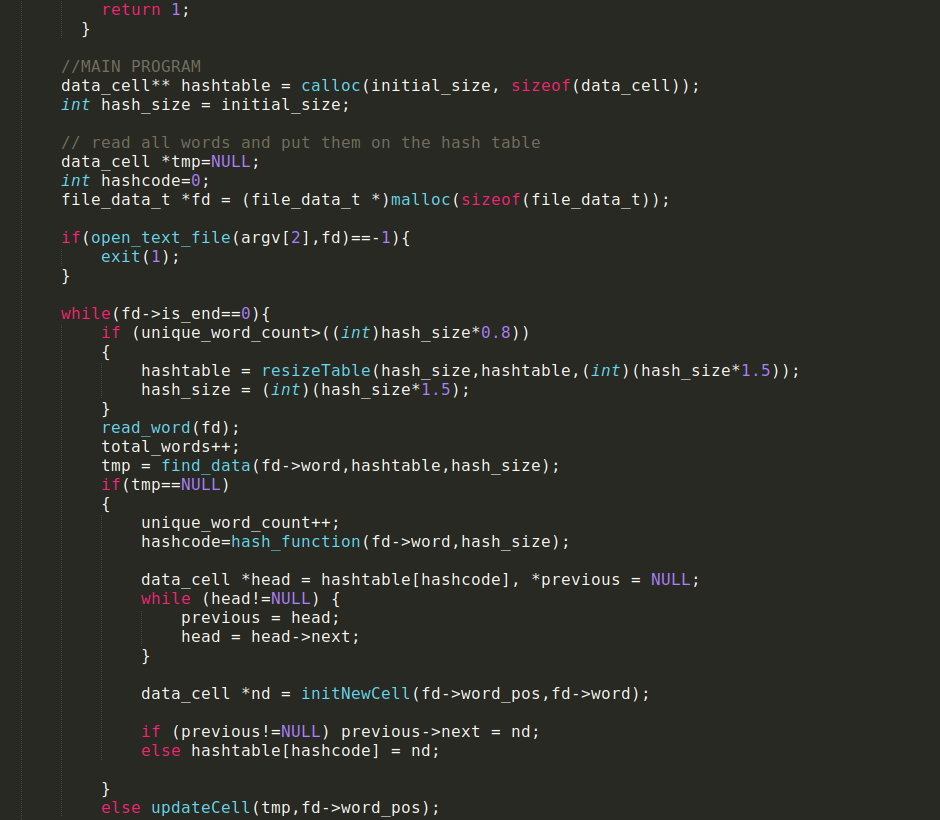 return 1;
}
//MAIN PROGRAM
data_cell** hashtable = calloc(initial_size, sizeof(data_cell));
int hash_size = initial_size;
// read all words and put them on the hash table
data_cell *tmp=NULL;
int hashcode=0;
file_data_t *fd = (file_data_t *)malloc(sizeof(file_data_t));
if(open_text_file(argv[2],fd)==-1){
exit(1);
}
while(fd->is_end==0){
if (unique_word_count>((int)hash_size*0.8))
{
hashtable = resizeTable(hash_size,hashtable,(int)(hash_size*1.5));
hash_size = (int)(hash_size*1.5);
}
read_word(fd);
total_words++;
tmp = find_data(fd->word,hashtable,hash_size);
if(tmp==NULL)
{
unique_word_count++;
hashcode=hash_function(fd->word,hash_size);
data_cell *head = hashtable[hashcode], *previous = NULL;
while (head!=NULL) {
previous = head;
head = head->next;
}
data_cell *nd = initNewCell(fd->word_pos,fd->word);
if (previous!=NULL) previous->next = nd;
else hashtable[hashcode] = nd;
}
else updateCell(tmp,fd->word_pos);